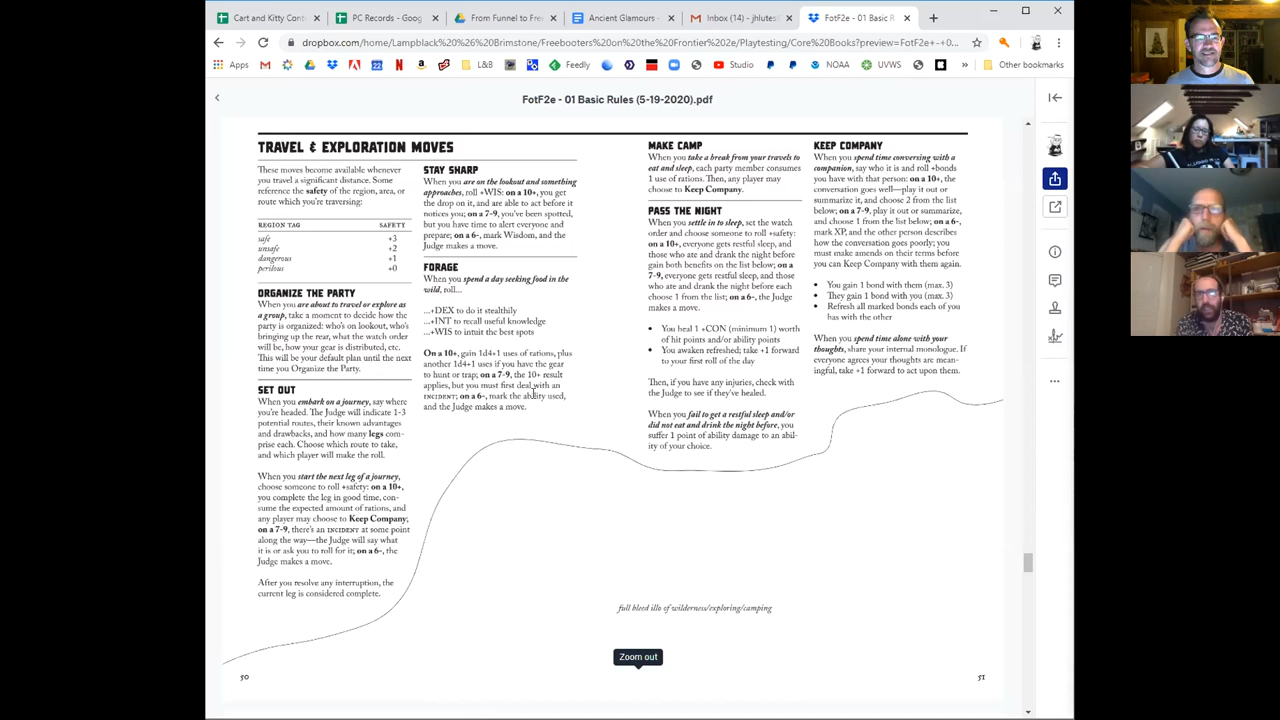 Cart and Kitty Cont
PC Records - Goog
From Funnel to Free
Ancient Glamours -
Inbox (14) - jhlutes@
FotF2e - 01 Basic R
dropbox.com/home/Lampblack%20%26%20Brimstone/Freebooters%20on%20the%20Frontier%202e/Playtesting/Core%20Books?preview=FotF2e+-+0...
Apps
L&B
Feedly
Studio
NOAA
UVWS
Other bookmarks
FotF2e - 01 Basic Rules (5-19-2020).pdf
TRAVEL & EXPLORATION MOVES
These moves become available whenever
you travel a significant distance. Some
reference the safety of the region, area, or
route which you're traversing:
REGION TAG SAFETY
safe +3
unsafe +2
dangerous +1
perilous +0
ORGANIZE THE PARTY
When you are about to travel or explore as
a group, take a moment to decide how the
party is organized: who's on lookout, who's
bringing up the rear, what the watch order
will be, how your gear is distributed, etc.
This will be your default plan until the next
time you Organize the Party.
SET OUT
When you embark on a journey, say where
you're headed. The Judge will indicate 1-3
potential routes, their known advantages
and drawbacks, and how many legs com-
prise each. Choose which route to take,
and which player will make the roll.
When you start the next leg of a journey,
choose someone to roll +safety: on a 10+,
you complete the leg in good time, con-
sume the expected amount of rations, and
any player may choose to Keep Company;
on a 7-9, there's an INCIDENT at some point
along the way—the Judge will say what
it is or ask you to roll for it; on a 6-, the
Judge makes a move.
After you resolve any interruption, the
current leg is considered complete.
STAY SHARP
When you are on the lookout and something
approaches, roll +WIS: on a 10+, you get
the drop on it, and are able to act before it
notices you; on a 7-9, you've been spotted,
but you have time to alert everyone and
prepare; on a 6-, mark Wisdom, and the
Judge makes a move.
FORAGE
When you spend a day seeking food in the
wild, roll...
...+DEX to do it stealthily
...+INT to recall useful knowledge
...+WIS to intuit the best spots
On a 10+, gain 1d4+1 uses of rations, plus
another 1d4+1 uses if you have the gear
to hunt or trap; on a 7-9, the 10+ result
applies, but you must first deal with an
INCIDENT; on a 6-, mark the ability used,
and the Judge makes a move.
MAKE CAMP
When you take a break from your travels to
eat and sleep, each party member consumes
1 use of rations. Then, any player may
choose to Keep Company.
PASS THE NIGHT
When you settle in to sleep, set the watch
order and choose someone to roll +safety:
on a 10+, everyone gets restful sleep, and
those who ate and drank the night before
gain both benefits on the list below; on a
7-9, everyone gets restful sleep, and those
who ate and drank the night before each
choose 1 from the list; on a 6-, the Judge
makes a move.
• You heal 1 +CON (minimum 1) worth
of hit points and/or ability points
• You awaken refreshed; take +1 forward
to your first roll of the day
Then, if you have any injuries, check with
the Judge to see if they've healed.
When you fail to get a restful sleep and/or
did not eat and drink the night before, you
suffer 1 point of ability damage to an abil-
ity of your choice.
KEEP COMPANY
When you spend time conversing with a
companion, say who it is and roll +bonds
you have with that person: on a 10+, the
conversation goes well—play it out or
summarize it, and choose 2 from the list
below; on a 7-9, play it out or summarize,
and choose 1 from the list below; on a 6-,
mark XP, and the other person describes
how the conversation goes poorly; you
must make amends on their terms before
you can Keep Company with them again.
• You gain 1 bond with them (max. 3)
• They gain 1 bond with you (max. 3)
• Refresh all marked bonds each of you
has with the other
When you spend time alone with your
thoughts, share your internal monologue. If
everyone agrees your thoughts are mean-
ingful, take +1 forward to act upon them.
full bleed illo of wilderness/exploring/camping
Zoom out
50
51